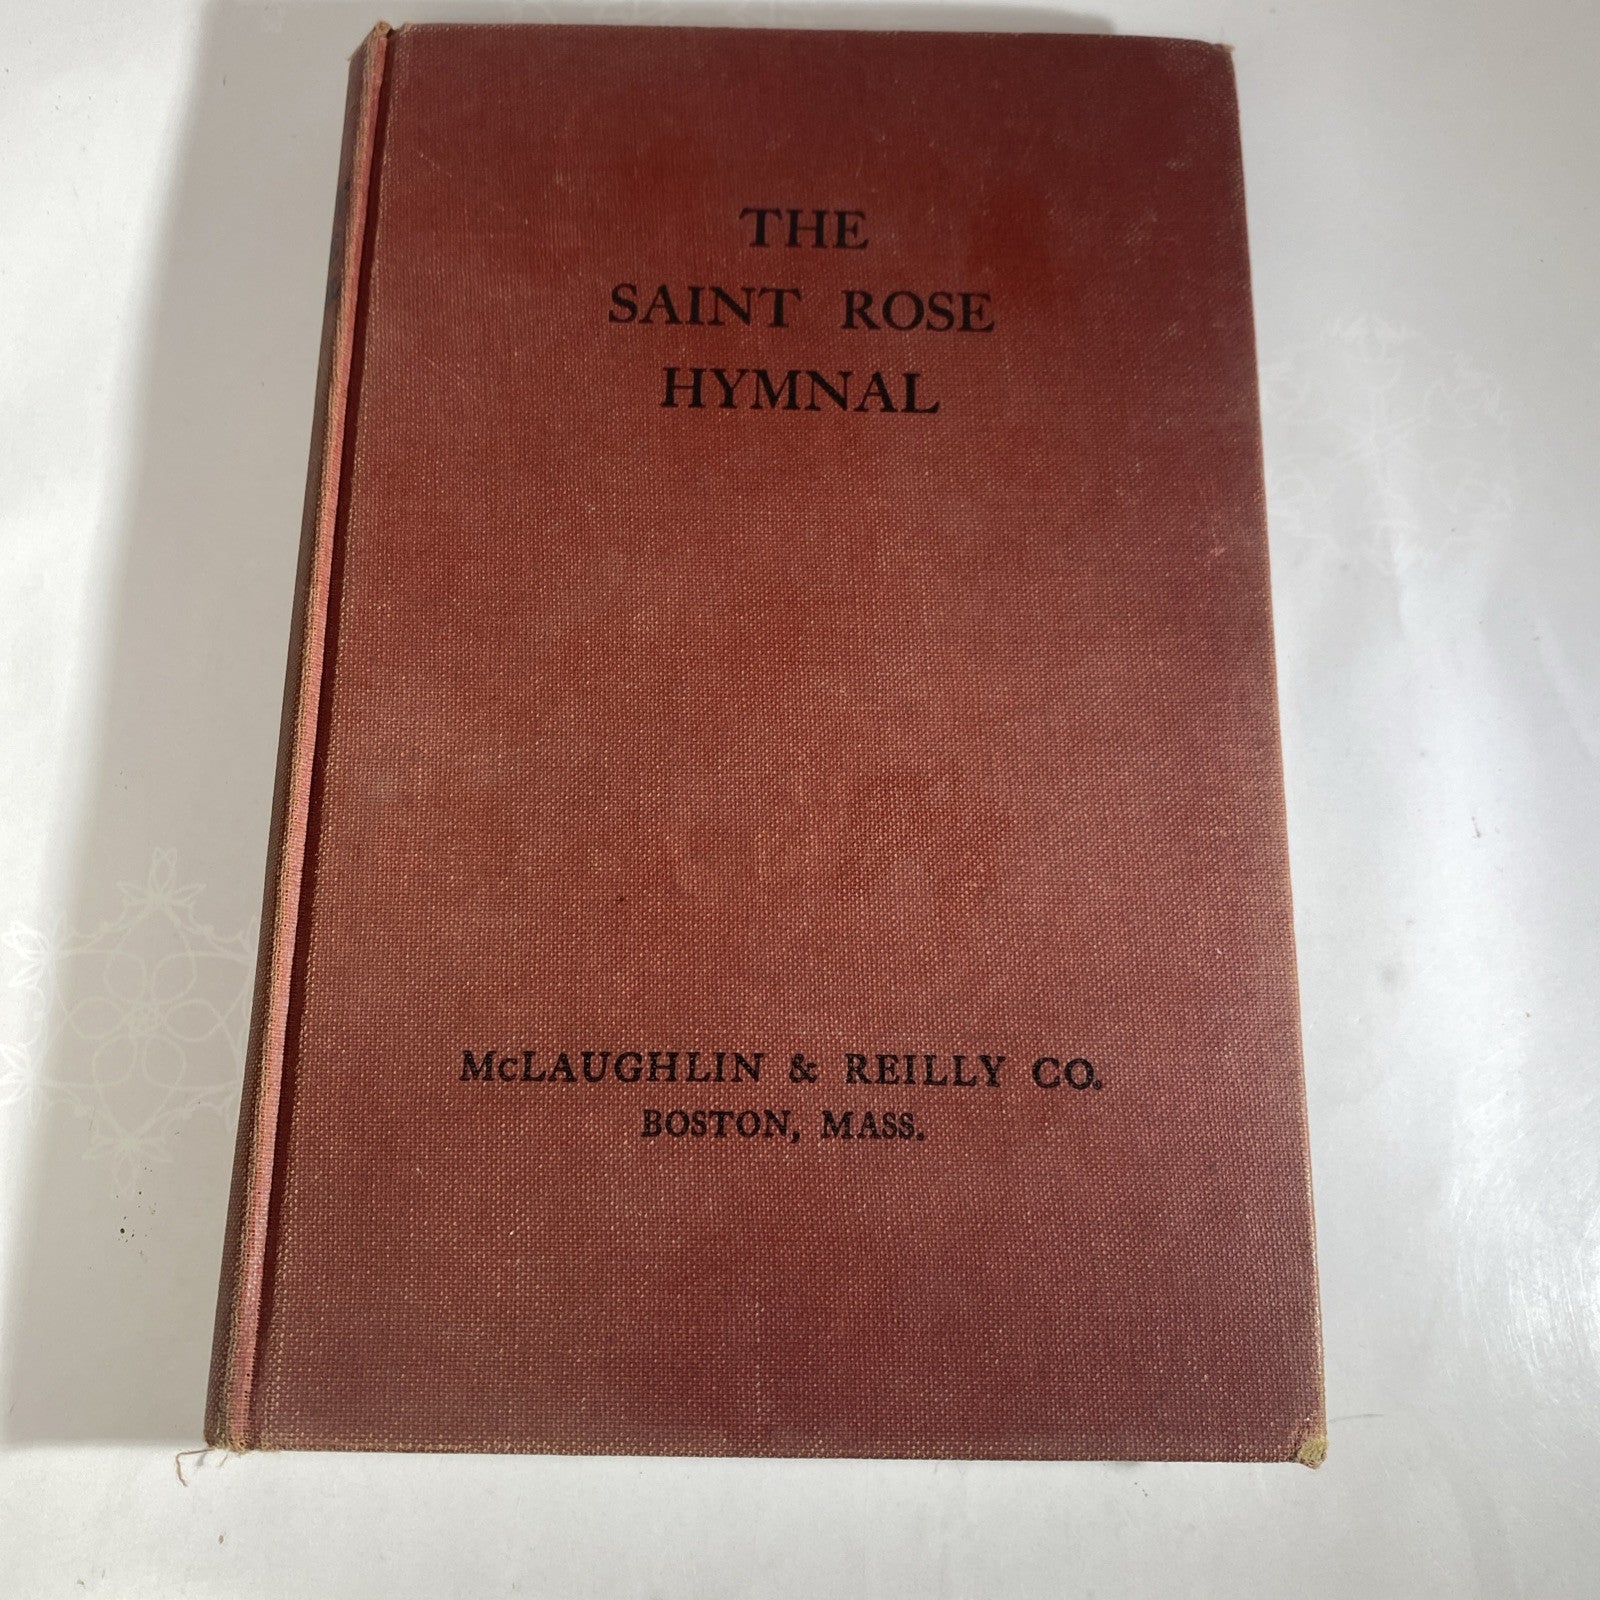 THE
SAINT ROSE
HYMNAL
McLAUGHLIN & REILLY CO.
BOSTON, MASS.